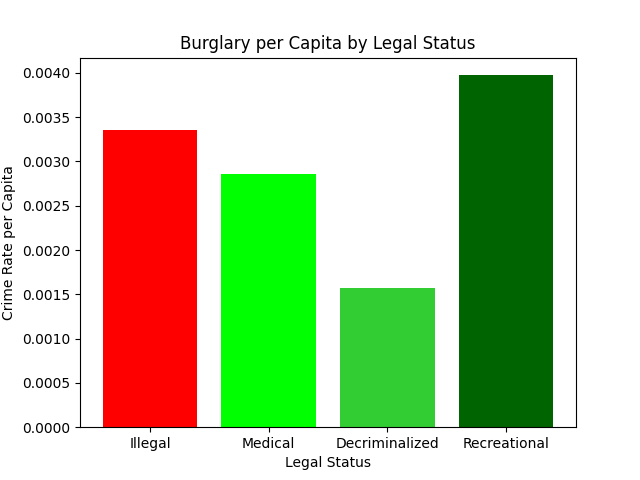 Burglary per Capita by Legal Status
Crime Rate per Capita
0.0040
0.0035
0.0030
0.0025
0.0020
0.0015
0.0010
0.0005
0.0000
Illegal Medical Decriminalized Recreational
Legal Status